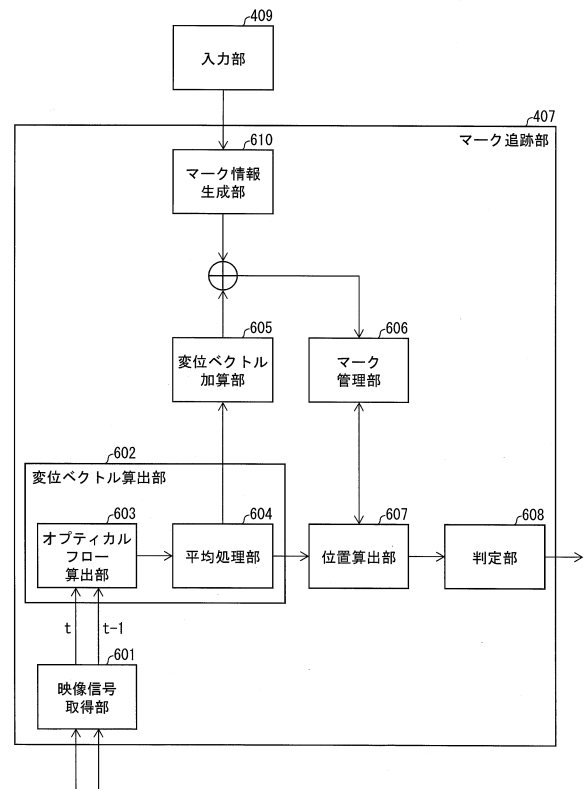 409
入力部
407
マーク追跡部
610
マーク情報
生成部
605
変位ベクトル
加算部
606
マーク
管理部
602
変位ベクトル算出部
603
オプティカル
フロー
算出部
604
平均処理部
607
位置算出部
608
判定部
t
t-1
601
映像信号
取得部